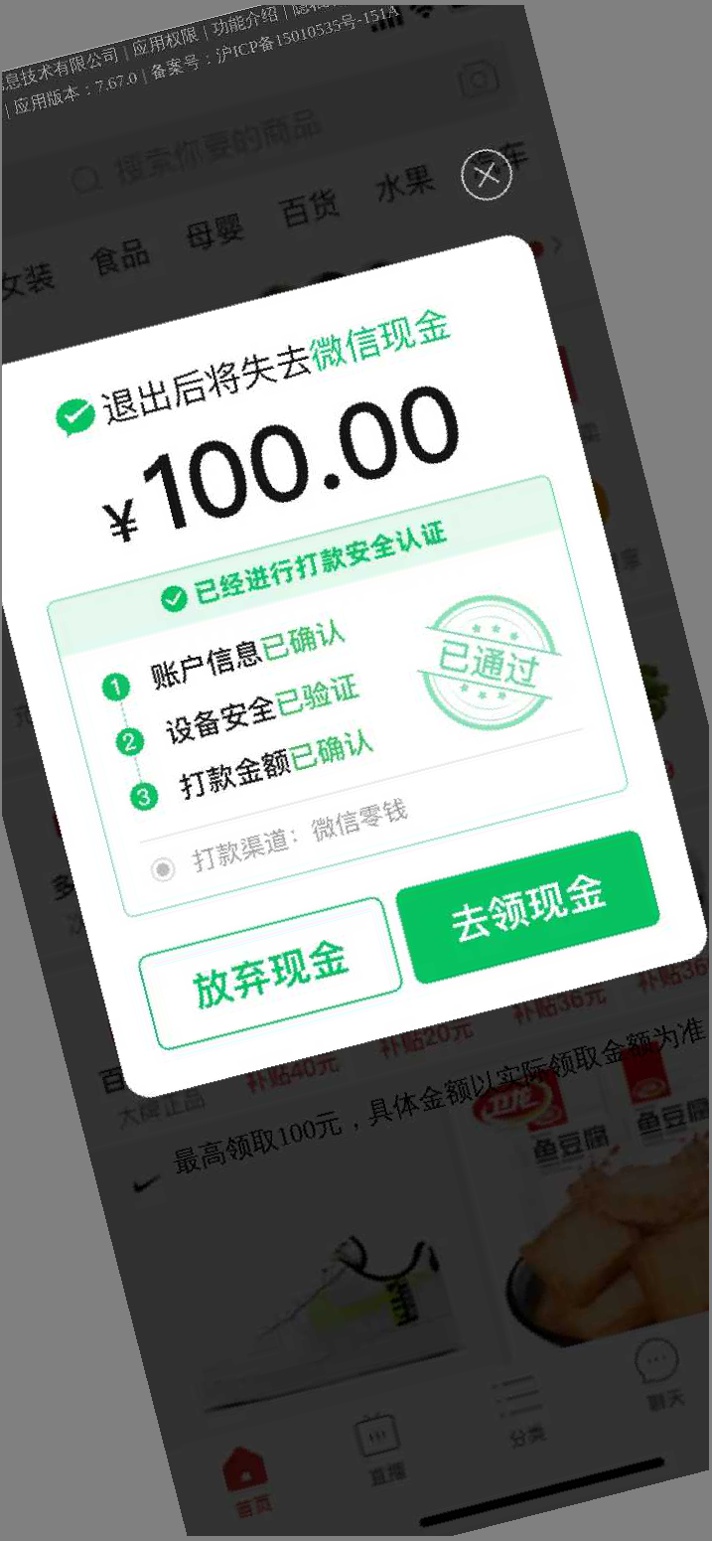 息技术有限公司 | 应用权限 | 功能介绍 |
| 应用版本：7.67.0 | 备案号：沪ICP备15010535号-151A
搜索你要的商品
女装 食品 母婴 百货 水果 汽车
退出后将失去微信现金
¥100.00
已经进行打款安全认证
1 账户信息已确认
2 设备安全已验证
3 打款金额已确认
已通过
打款渠道：微信零钱
放弃现金
去领现金
百
大牌正品
补贴40元
补贴20元
补贴36元
补贴36
最高领取100元，具体金额以实际领取金额为准
卫龙
鱼豆腐
鱼豆腐
首页
直播
分类
聊天